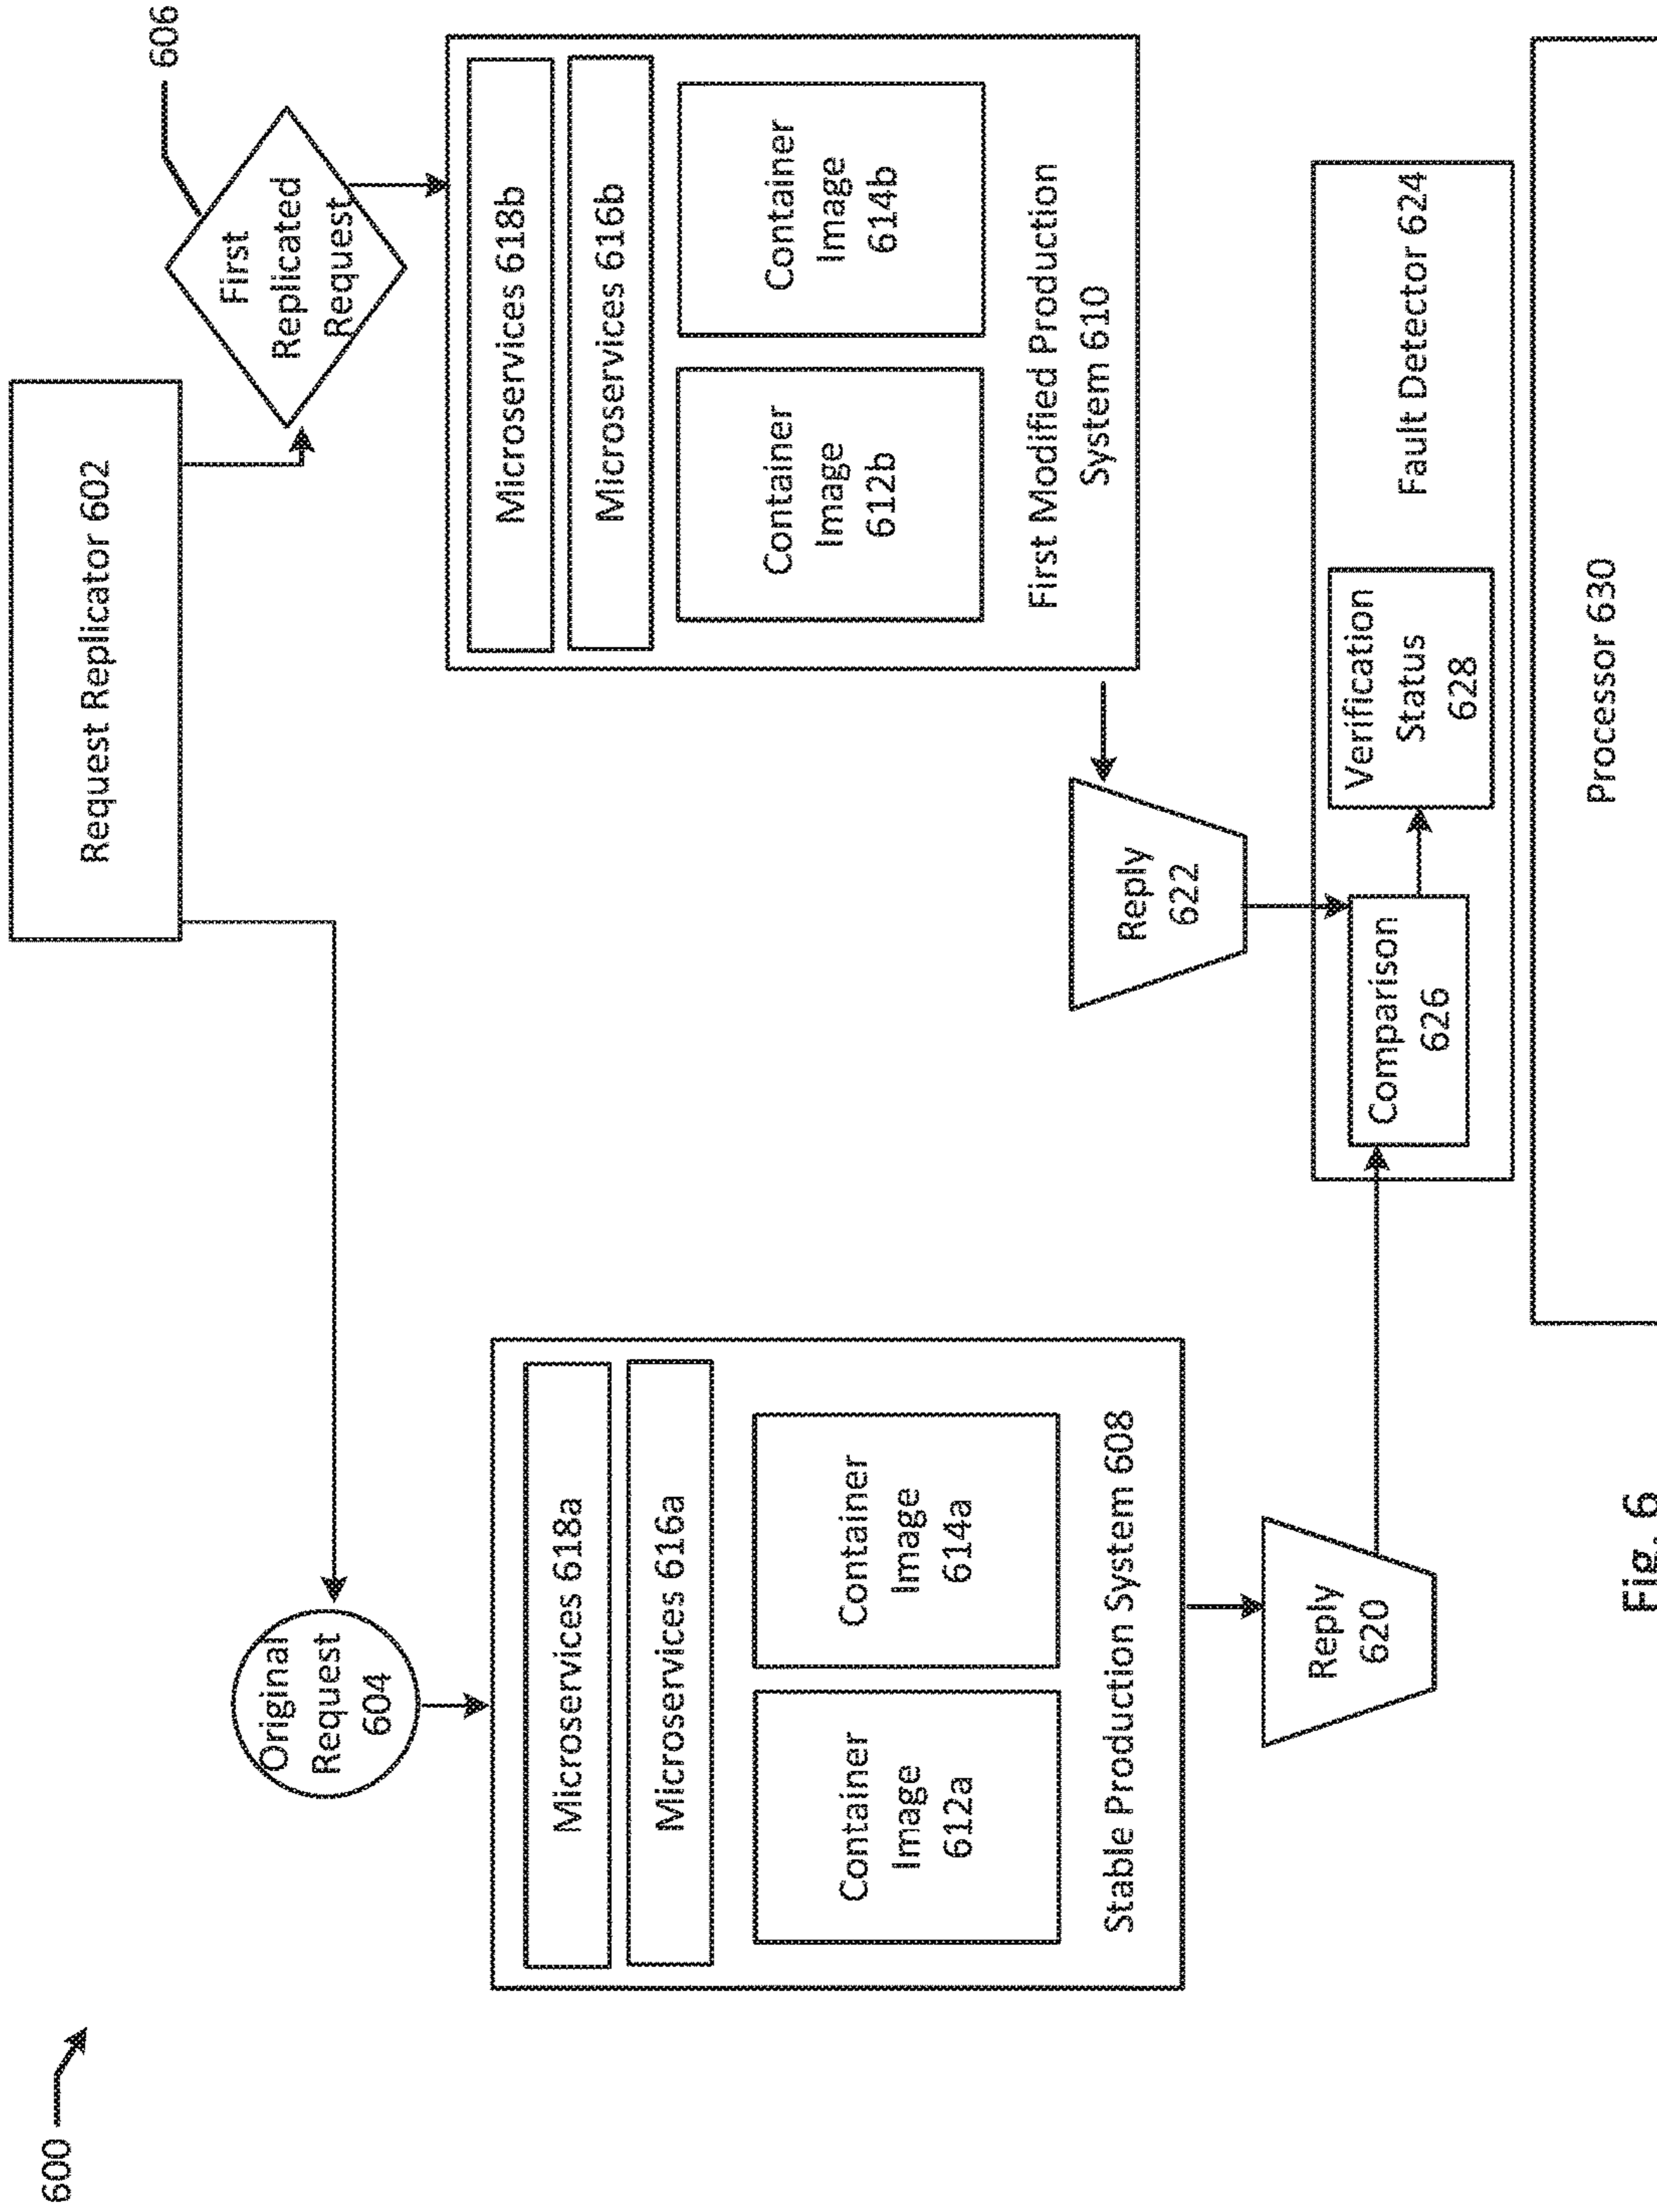 600
Request Replicator 602
606
First
Replicated
Request
Original
Request
604
Microservices 618a
Microservices 616a
Container
Image
612a
Container
Image
614a
Stable Production System 608
Microservices 618b
Microservices 616b
Container
Image
612b
Container
Image
614b
First Modified Production
System 610
Reply
620
Reply
622
Comparison
626
Verification
Status
628
Fault Detector 624
Processor 630
Fig. 6